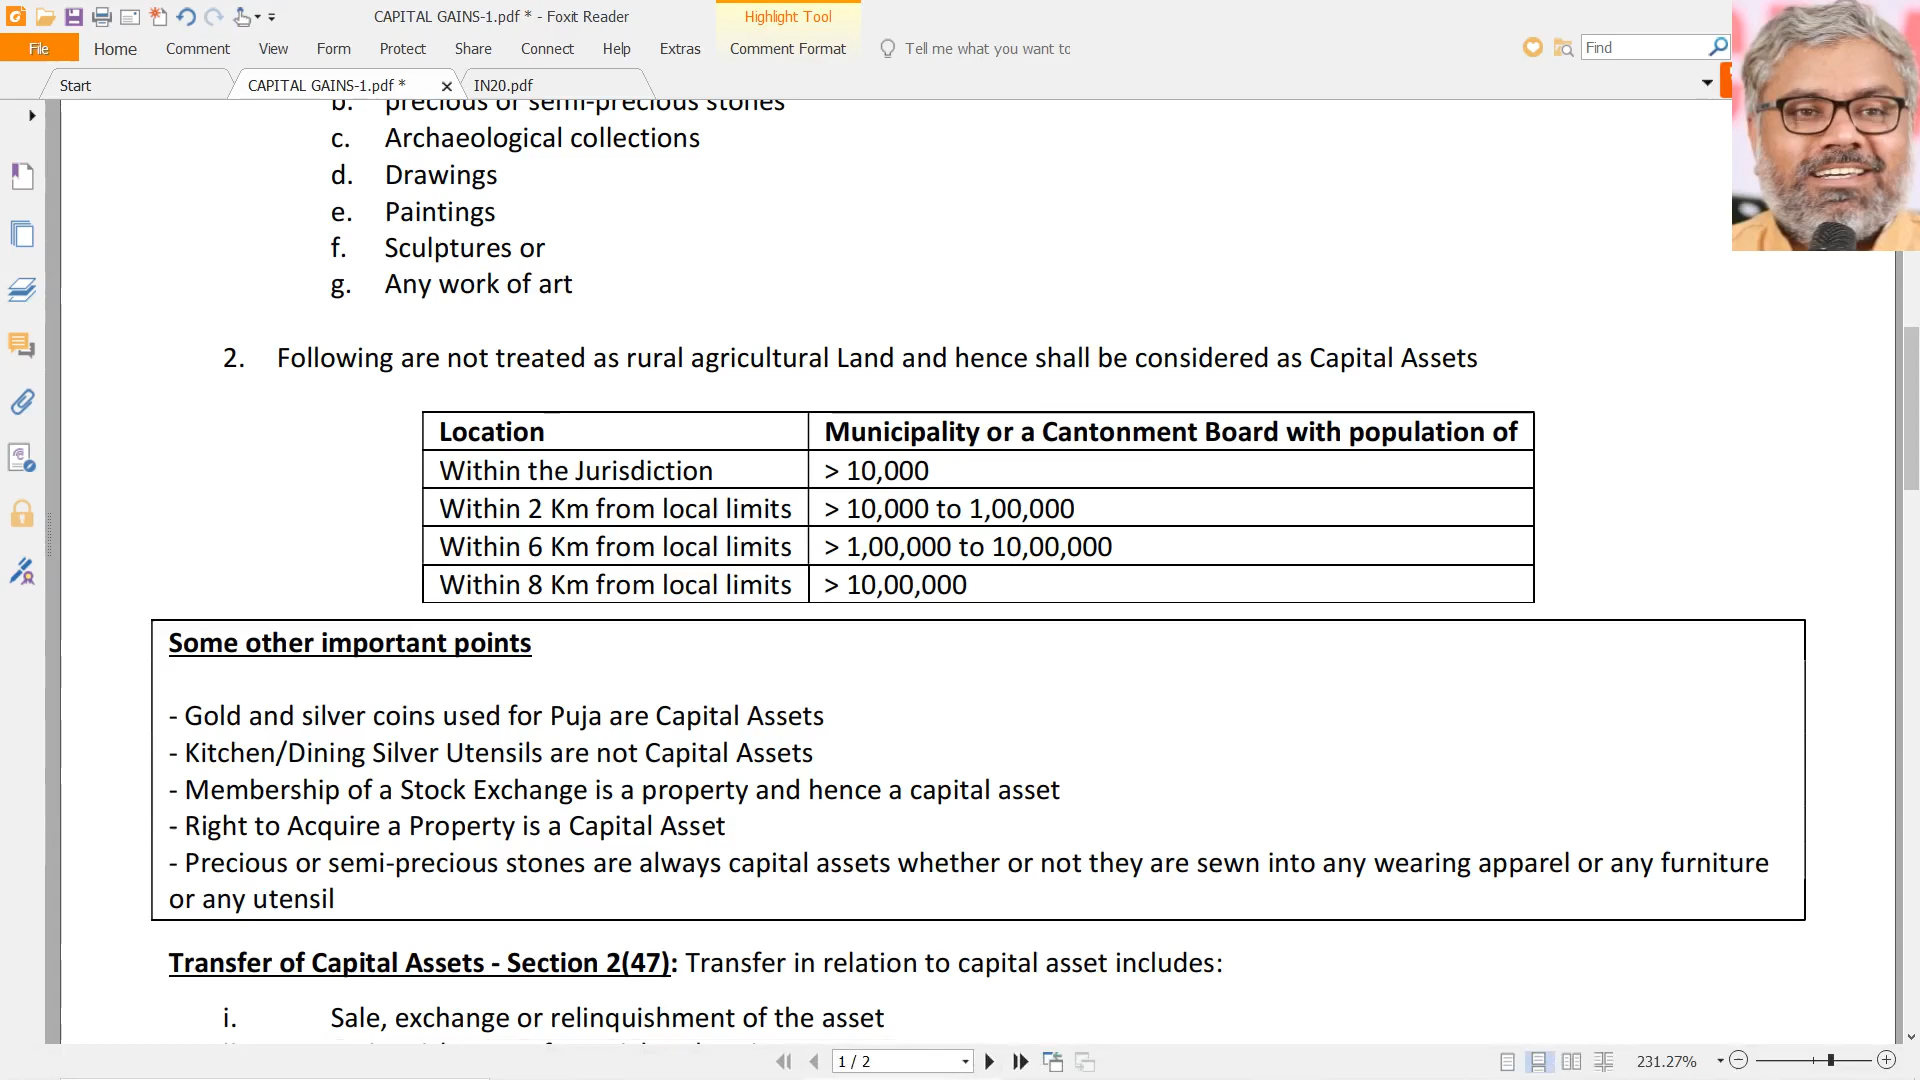 CAPITAL GAINS-1.pdf * - Foxit Reader
Highlight Tool
File Home Comment View Form Protect Share Connect Help Extras Comment Format Tell me what you want to Find
Start CAPITAL GAINS-1.pdf * IN20.pdf
b. precious or semi-precious stones
c. Archaeological collections
d. Drawings
e. Paintings
f. Sculptures or
g. Any work of art
2. Following are not treated as rural agricultural Land and hence shall be considered as Capital Assets
Location Municipality or a Cantonment Board with population of
Within the Jurisdiction > 10,000
Within 2 Km from local limits > 10,000 to 1,00,000
Within 6 Km from local limits > 1,00,000 to 10,00,000
Within 8 Km from local limits > 10,00,000
Some other important points
- Gold and silver coins used for Puja are Capital Assets
- Kitchen/Dining Silver Utensils are not Capital Assets
- Membership of a Stock Exchange is a property and hence a capital asset
- Right to Acquire a Property is a Capital Asset
- Precious or semi-precious stones are always capital assets whether or not they are sewn into any wearing apparel or any furniture
or any utensil
Transfer of Capital Assets - Section 2(47): Transfer in relation to capital asset includes:
i. Sale, exchange or relinquishment of the asset
1 / 2 231.27%